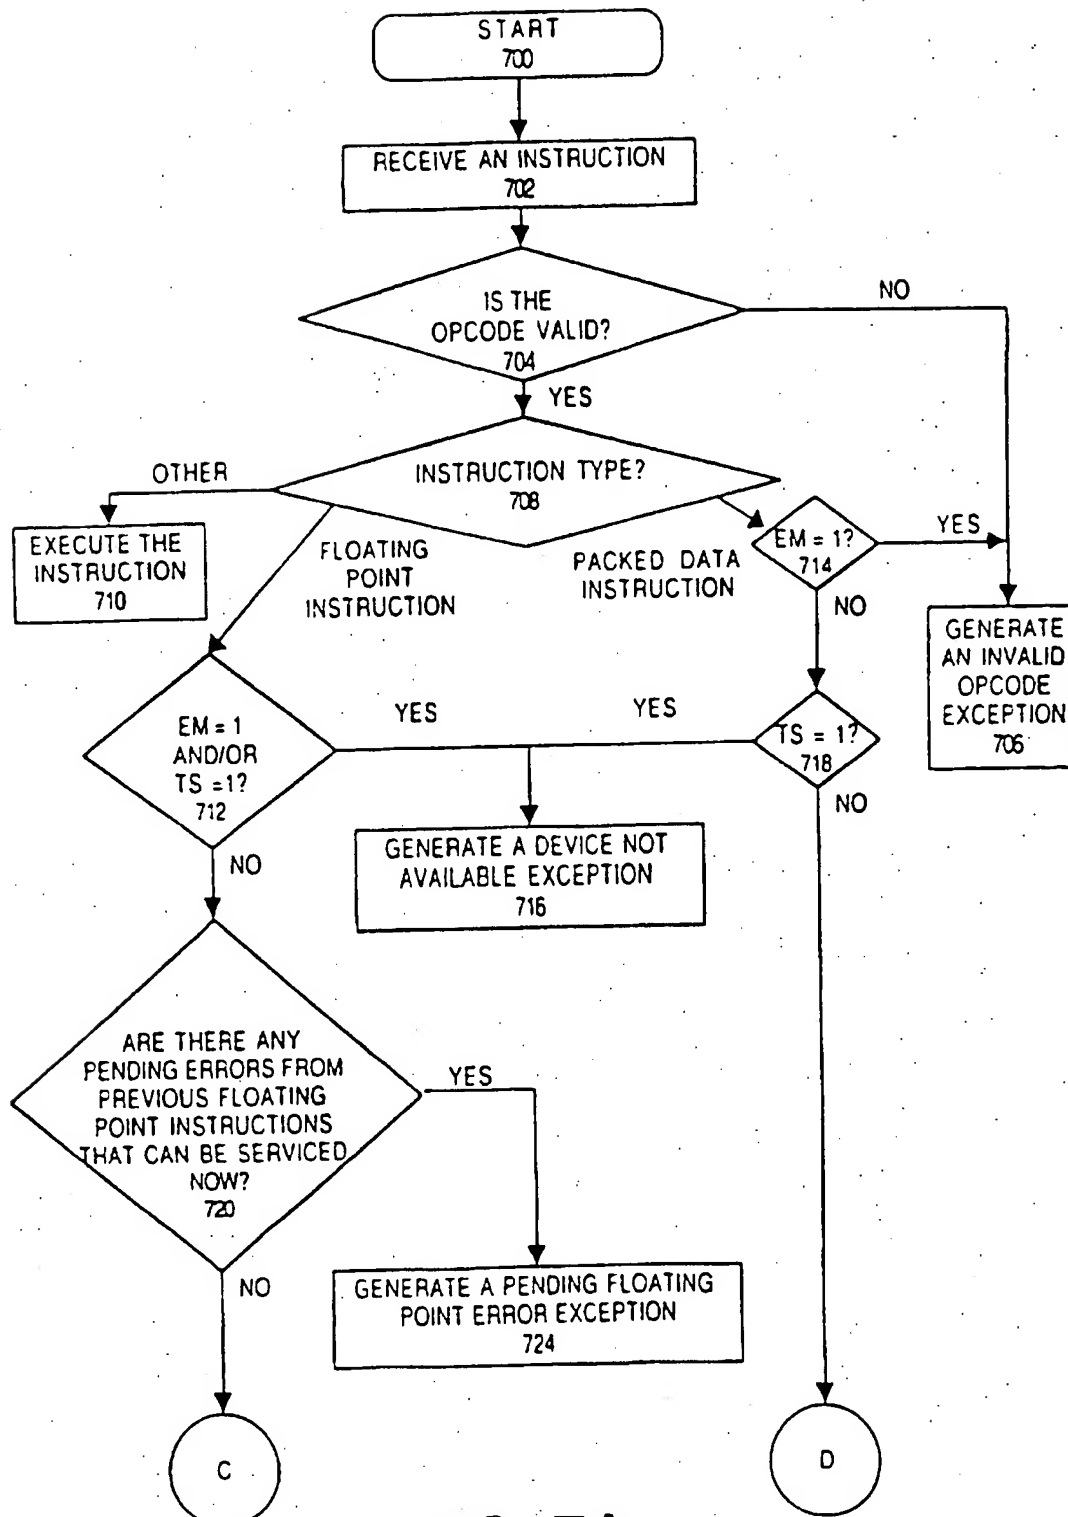 START
700
RECEIVE AN INSTRUCTION
702
IS THE
OPCODE VALID?
704
NO
YES
INSTRUCTION TYPE?
708
OTHER
EXECUTE THE
INSTRUCTION
710
FLOATING
POINT
INSTRUCTION
PACKED DATA
INSTRUCTION
EM = 1?
714
YES
NO
GENERATE
AN INVALID
OPCODE
EXCEPTION
706
EM = 1
AND/OR
TS =1?
712
YES
YES
TS = 1?
718
NO
NO
GENERATE A DEVICE NOT
AVAILABLE EXCEPTION
716
ARE THERE ANY
PENDING ERRORS FROM
PREVIOUS FLOATING
POINT INSTRUCTIONS
THAT CAN BE SERVICED
NOW?
720
YES
NO
GENERATE A PENDING FLOATING
POINT ERROR EXCEPTION
724
C
D